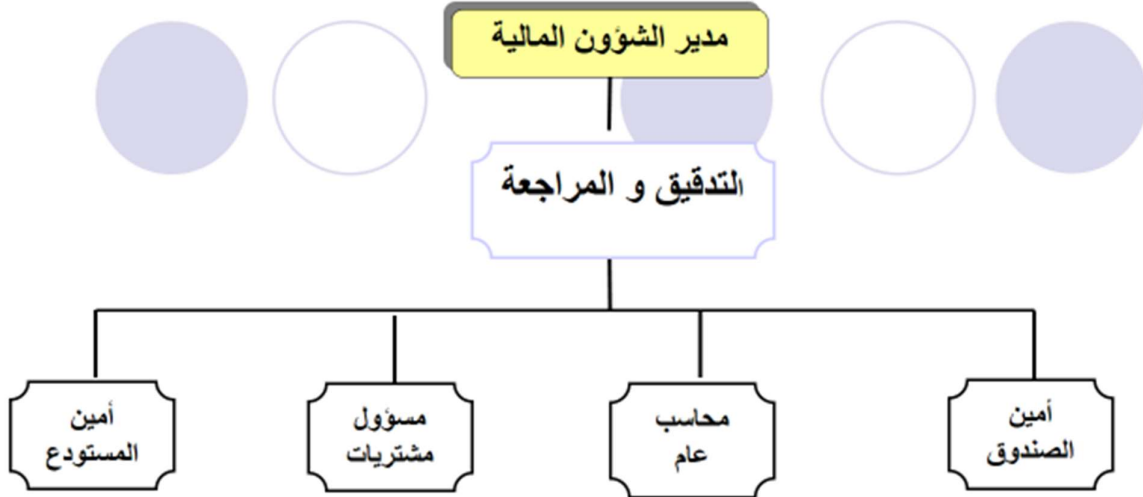 مدير الشؤون المالية
التدقيق و المراجعة
أمين
الصندوق
محاسب
عام
مسؤول
مشتريات
أمين
المستودع